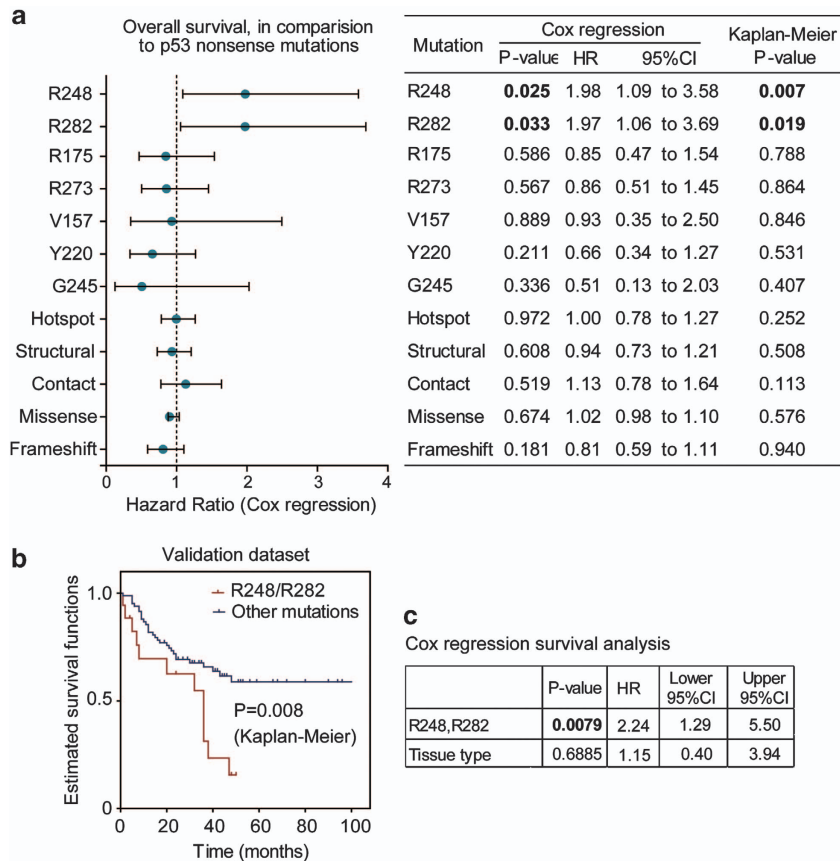 a
Overall survival, in comparision
to p53 nonsense mutations
R248
R282
R175
R273
V157
Y220
G245
Hotspot
Structural
Contact
Missense
Frameshift
0 1 2 3 4
Hazard Ratio (Cox regression)
Mutation Cox regression Kaplan-Meier
P-value HR 95%CI P-value
R248 0.025 1.98 1.09 to 3.58 0.007
R282 0.033 1.97 1.06 to 3.69 0.019
R175 0.586 0.85 0.47 to 1.54 0.788
R273 0.567 0.86 0.51 to 1.45 0.864
V157 0.889 0.93 0.35 to 2.50 0.846
Y220 0.211 0.66 0.34 to 1.27 0.531
G245 0.336 0.51 0.13 to 2.03 0.407
Hotspot 0.972 1.00 0.78 to 1.27 0.252
Structural 0.608 0.94 0.73 to 1.21 0.508
Contact 0.519 1.13 0.78 to 1.64 0.113
Missense 0.674 1.02 0.98 to 1.10 0.576
Frameshift 0.181 0.81 0.59 to 1.11 0.940
b
Validation dataset
Estimated survival functions
1.0
0.5
0
R248/R282
Other mutations
P=0.008
(Kaplan-Meier)
0 20 40 60 80 100
Time (months)
c
Cox regression survival analysis
P-value HR Lower 95%CI Upper 95%CI
R248,R282 0.0079 2.24 1.29 5.50
Tissue type 0.6885 1.15 0.40 3.94